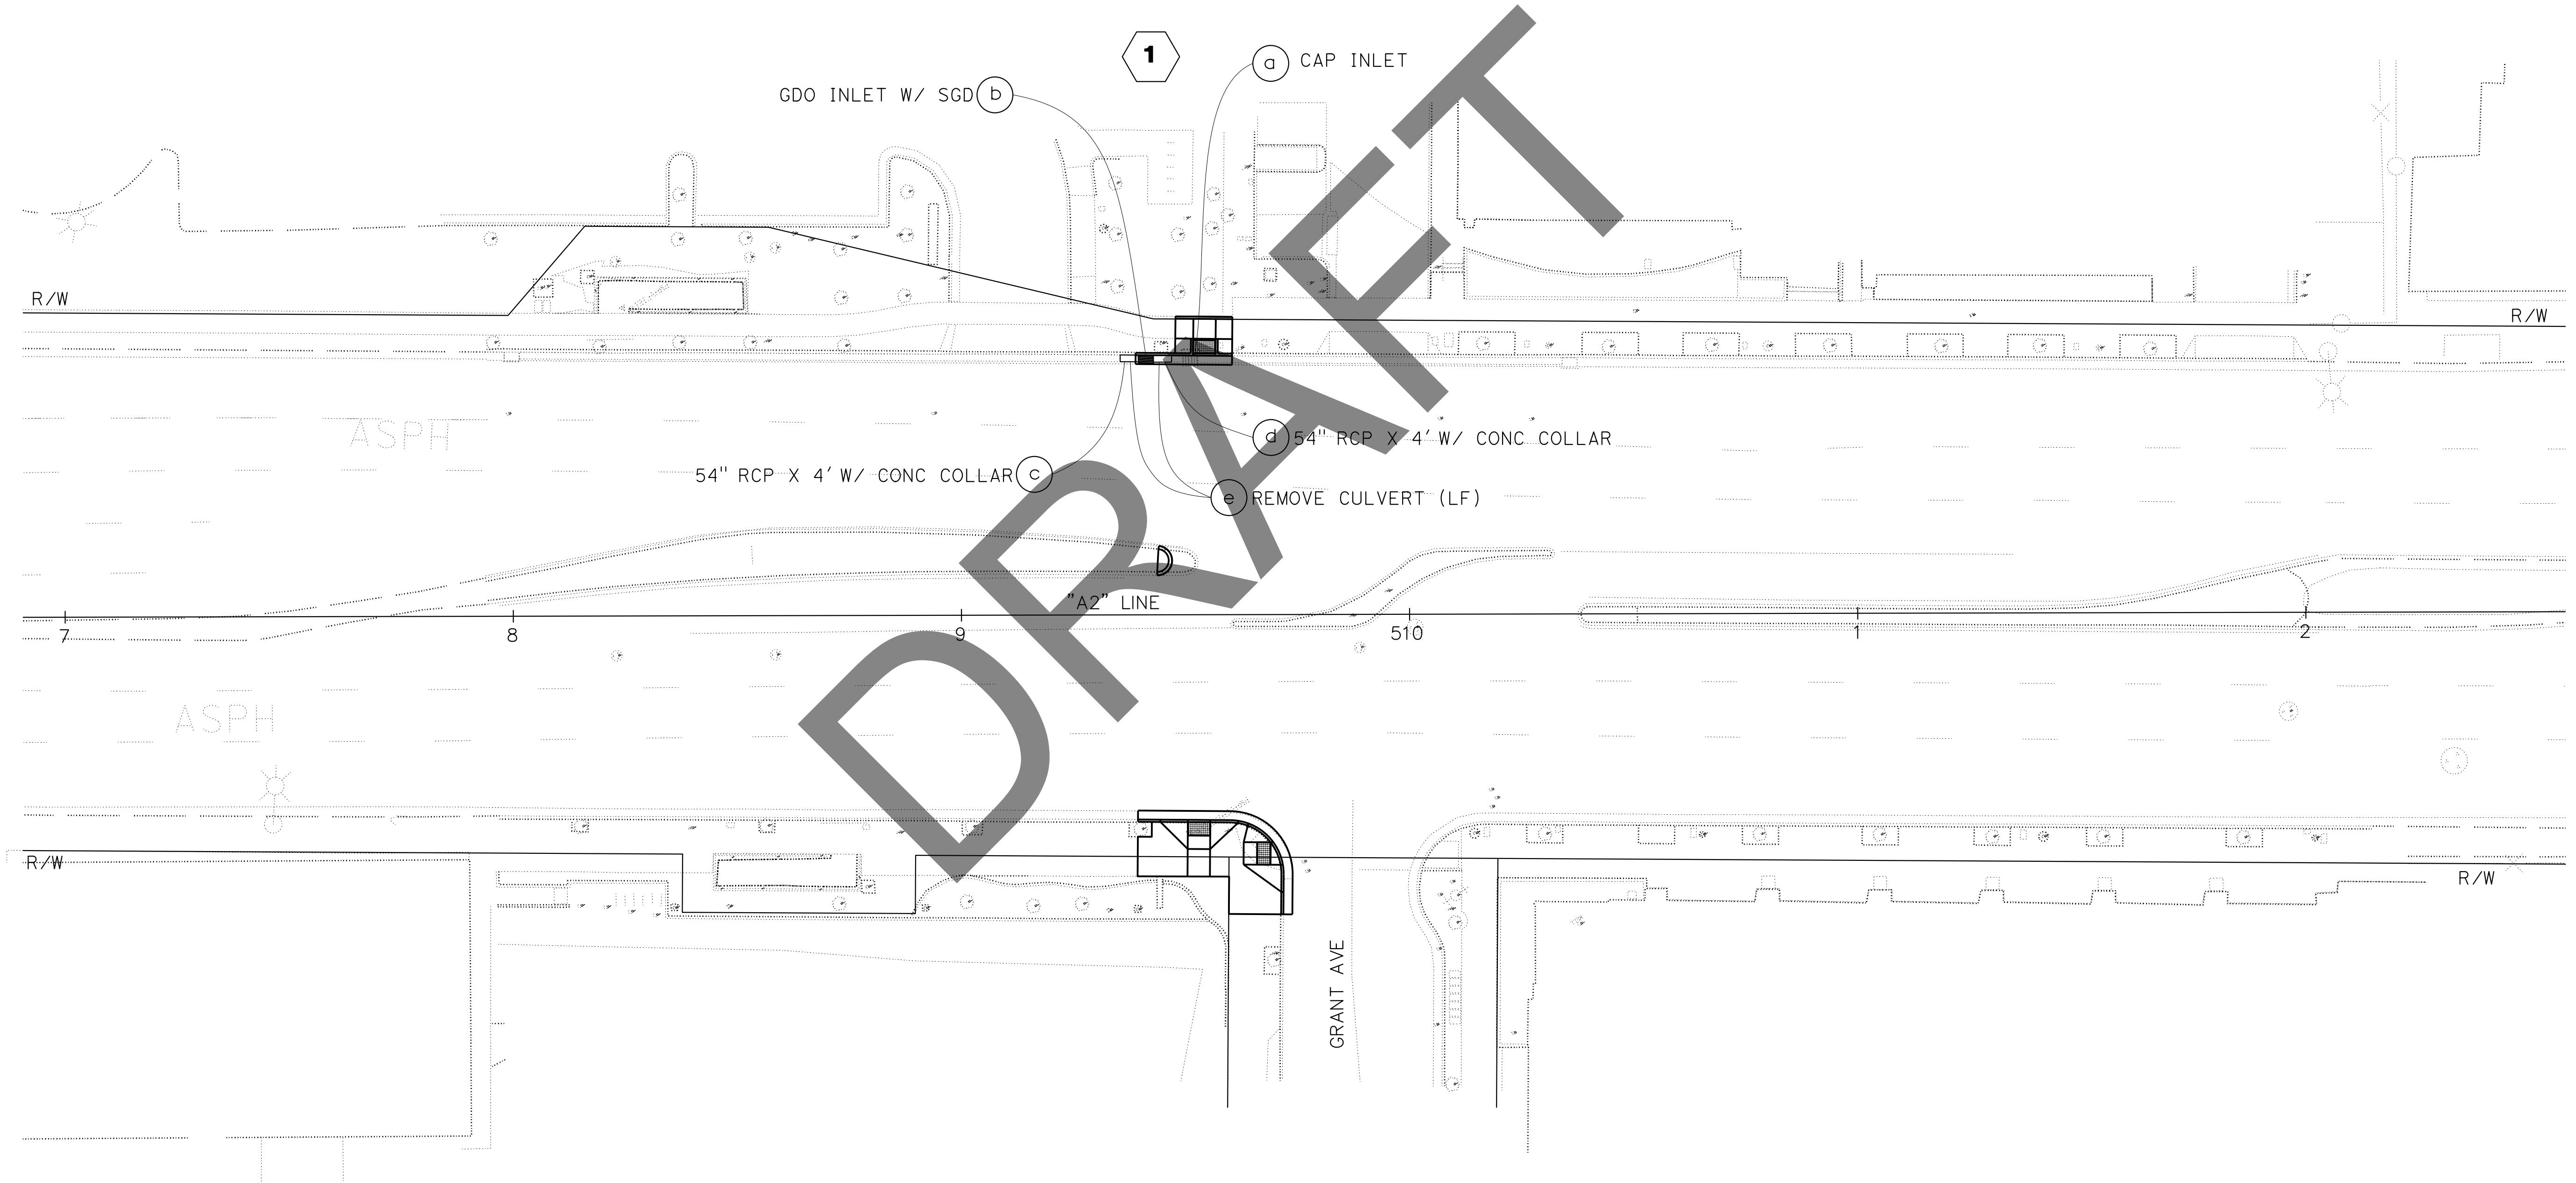 1
a CAP INLET
GDO INLET W/ SGD b
R/W
R/W
ASPH
d 54" RCP X 4' W/ CONC COLLAR
54" RCP X 4' W/ CONC COLLAR c
e REMOVE CULVERT (LF)
"A2" LINE
7 8 9 510 1 2
ASPH
R/W
R/W
GRANT AVE
DRAFT